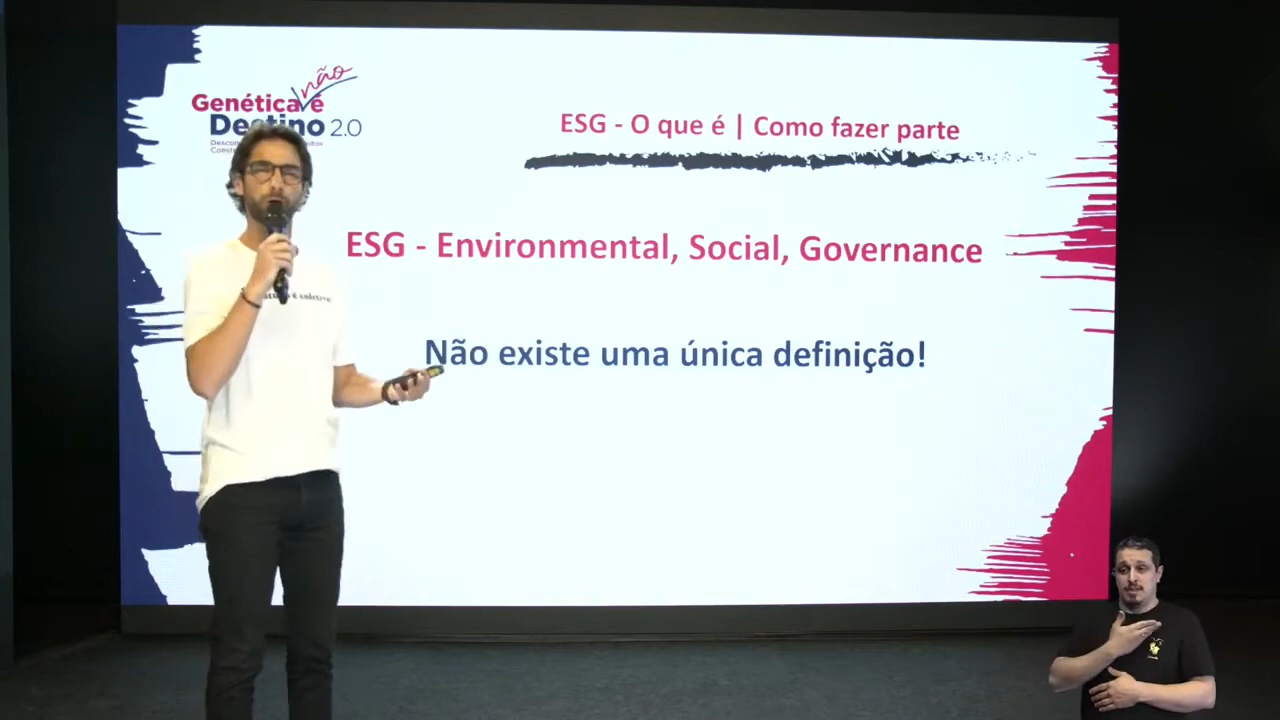 não
Genética é
Destino 2.0
ESG - O que é | Como fazer parte
ESG - Environmental, Social, Governance
Não existe uma única definição!
é coletivo